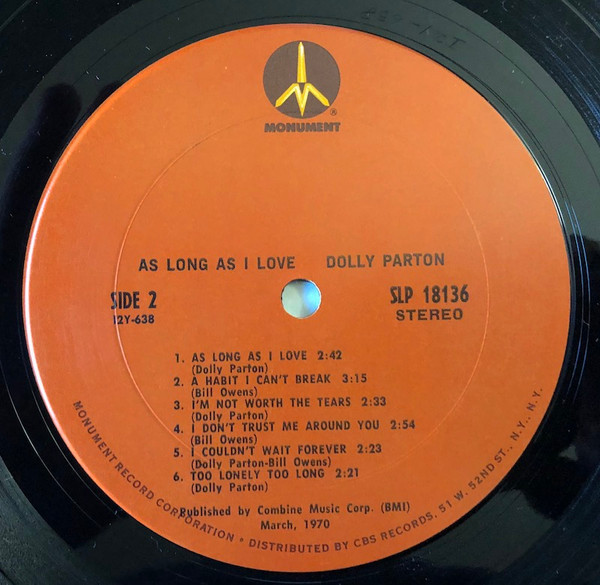 ®
MONUMENT
AS LONG AS I LOVE DOLLY PARTON
SIDE 2
12Y-638
SLP 18136
STEREO
1. AS LONG AS I LOVE 2:42
(Dolly Parton)
2. A HABIT I CAN'T BREAK 3:15
(Bill Owens)
3. I'M NOT WORTH THE TEARS 2:33
(Dolly Parton)
4. I DON'T TRUST ME AROUND YOU 2:54
(Bill Owens)
5. I COULDN'T WAIT FOREVER 2:23
(Dolly Parton-Bill Owens)
6. TOO LONELY TOO LONG 2:21
(Dolly Parton)
Published by Combine Music Corp. (BMI)
March, 1970
MONUMENT RECORD CORPORATION * DISTRIBUTED BY CBS RECORDS, 51 W. 52ND ST., N.Y., N.Y.